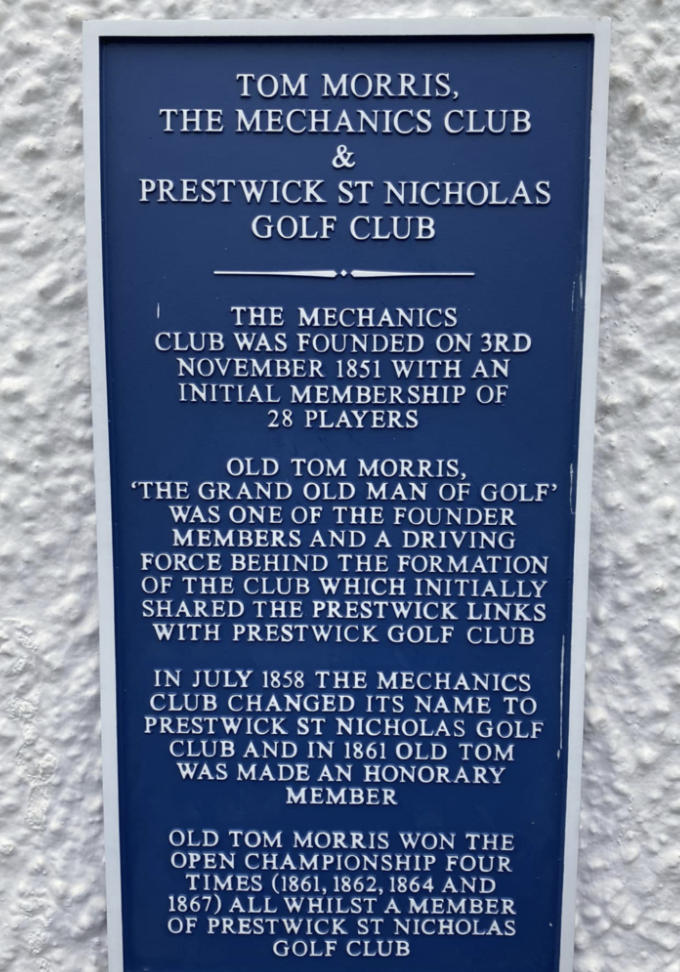 TOM MORRIS,
THE MECHANICS CLUB
&
PRESTWICK ST NICHOLAS
GOLF CLUB
THE MECHANICS
CLUB WAS FOUNDED ON 3RD
NOVEMBER 1851 WITH AN
INITIAL MEMBERSHIP OF
28 PLAYERS
OLD TOM MORRIS,
‘THE GRAND OLD MAN OF GOLF’
WAS ONE OF THE FOUNDER
MEMBERS AND A DRIVING
FORCE BEHIND THE FORMATION
OF THE CLUB WHICH INITIALLY
SHARED THE PRESTWICK LINKS
WITH PRESTWICK GOLF CLUB
IN JULY 1858 THE MECHANICS
CLUB CHANGED ITS NAME TO
PRESTWICK ST NICHOLAS GOLF
CLUB AND IN 1861 OLD TOM
WAS MADE AN HONORARY
MEMBER
OLD TOM MORRIS WON THE
OPEN CHAMPIONSHIP FOUR
TIMES (1861, 1862, 1864 AND
1867) ALL WHILST A MEMBER
OF PRESTWICK ST NICHOLAS
GOLF CLUB